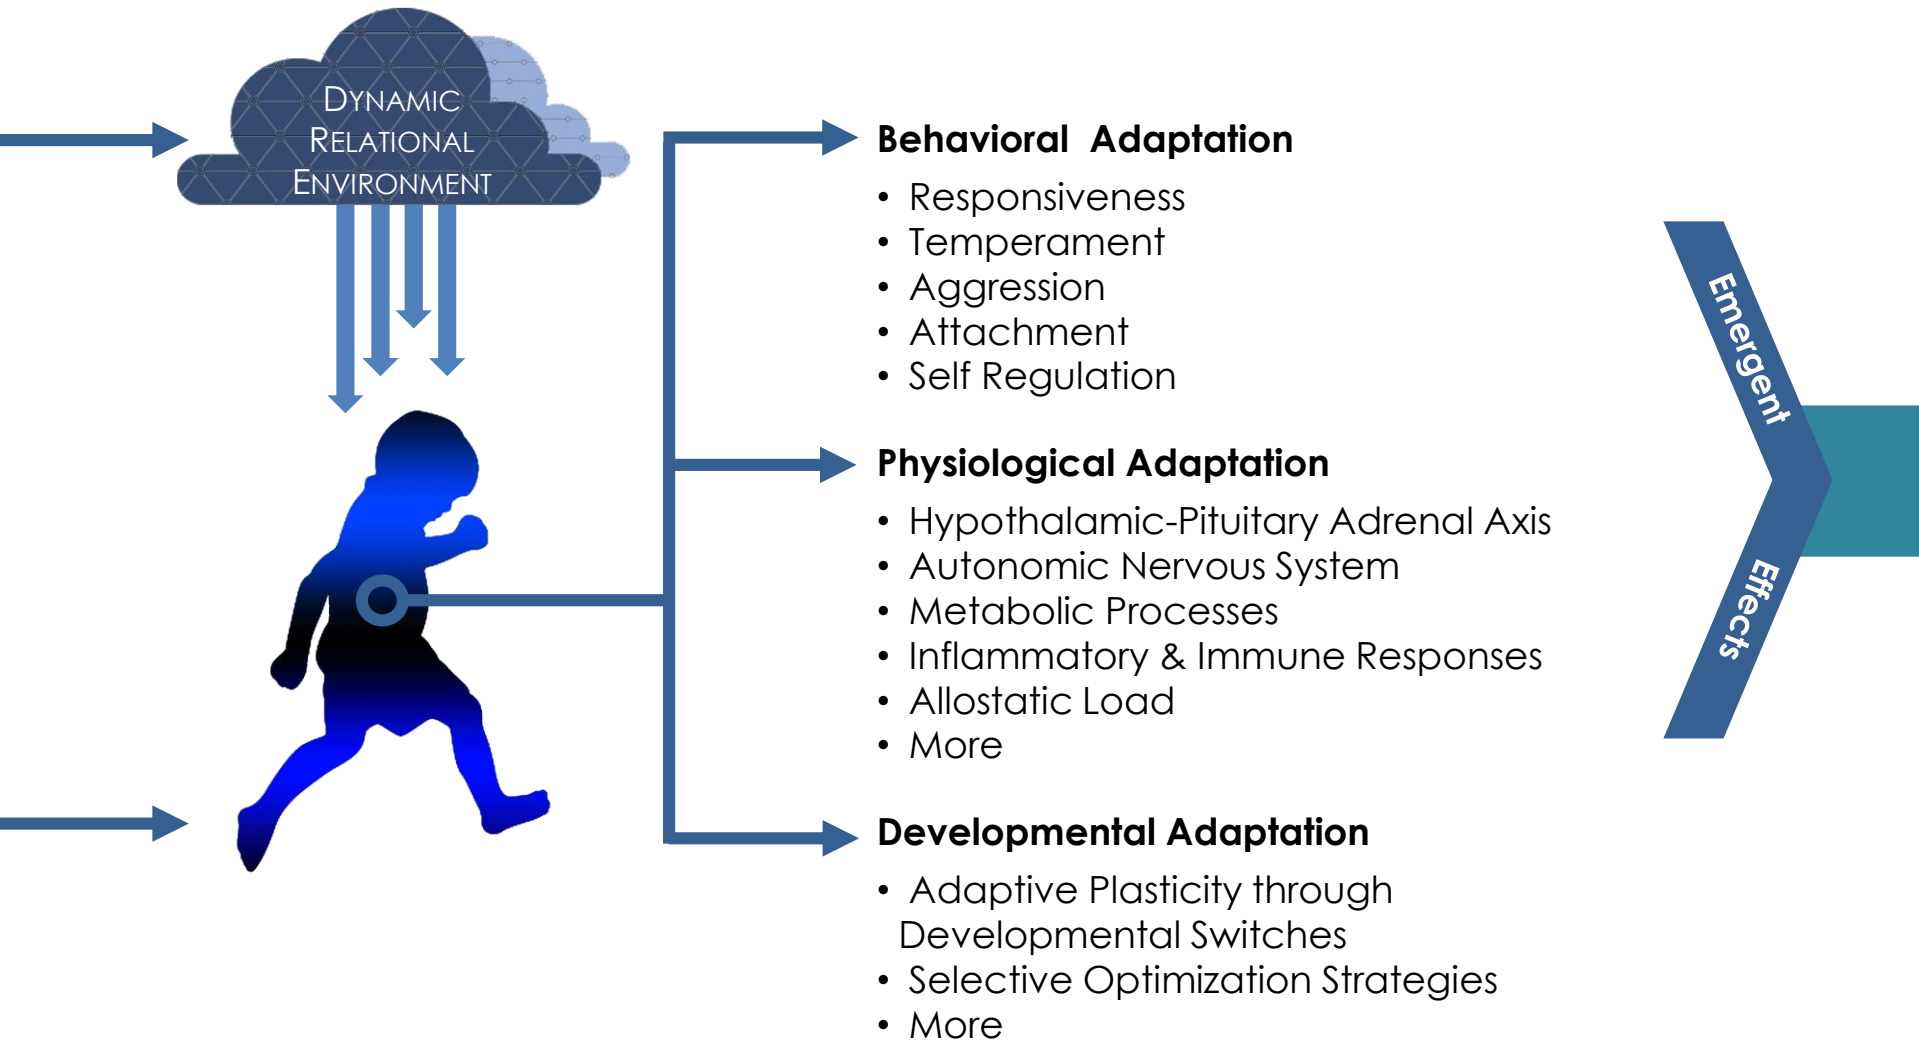 DYNAMIC
RELATIONAL
ENVIRONMENT
Behavioral Adaptation
• Responsiveness
• Temperament
• Aggression
• Attachment
• Self Regulation
Physiological Adaptation
• Hypothalamic-Pituitary Adrenal Axis
• Autonomic Nervous System
• Metabolic Processes
• Inflammatory & Immune Responses
• Allostatic Load
• More
Developmental Adaptation
• Adaptive Plasticity through
Developmental Switches
• Selective Optimization Strategies
• More
Emergent
Effects